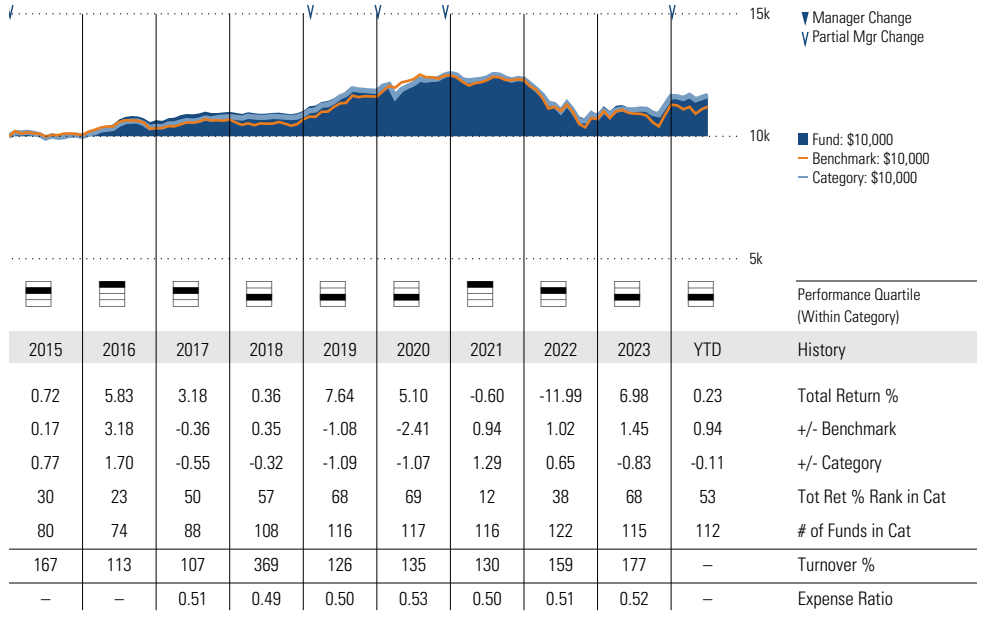 15k
Manager Change
Partial Mgr Change
10k
Fund: $10,000
Benchmark: $10,000
Category: $10,000
5k
Performance Quartile
(Within Category)
2015 2016 2017 2018 2019 2020 2021 2022 2023 YTD History
0.72 5.83 3.18 0.36 7.64 5.10 -0.60 -11.99 6.98 0.23 Total Return %
0.17 3.18 -0.36 0.35 -1.08 -2.41 0.94 1.02 1.45 0.94 +/- Benchmark
0.77 1.70 -0.55 -0.32 -1.09 -1.07 1.29 0.65 -0.83 -0.11 +/- Category
30 23 50 57 68 69 12 38 68 53 Tot Ret % Rank in Cat
80 74 88 108 116 117 116 122 115 112 # of Funds in Cat
167 113 107 369 126 135 130 159 177 – Turnover %
– – 0.51 0.49 0.50 0.53 0.50 0.51 0.52 – Expense Ratio